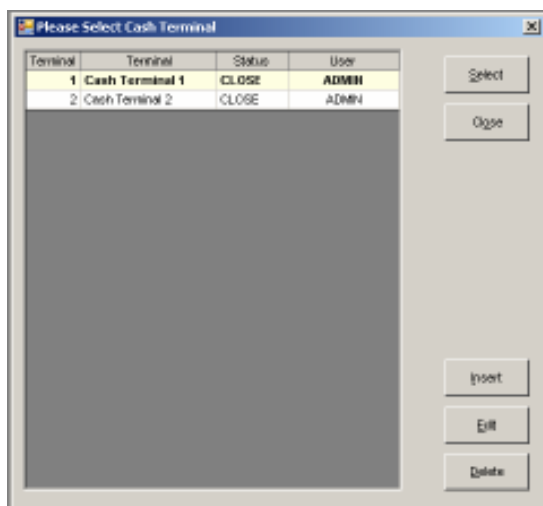 Please Select Cash Terminal
Terminal Terminal Status User
1 Cash Terminal 1 CLOSE ADMIN
2 Cash Terminal 2 CLOSE ADMIN
Select
Close
Insert
Edit
Delete